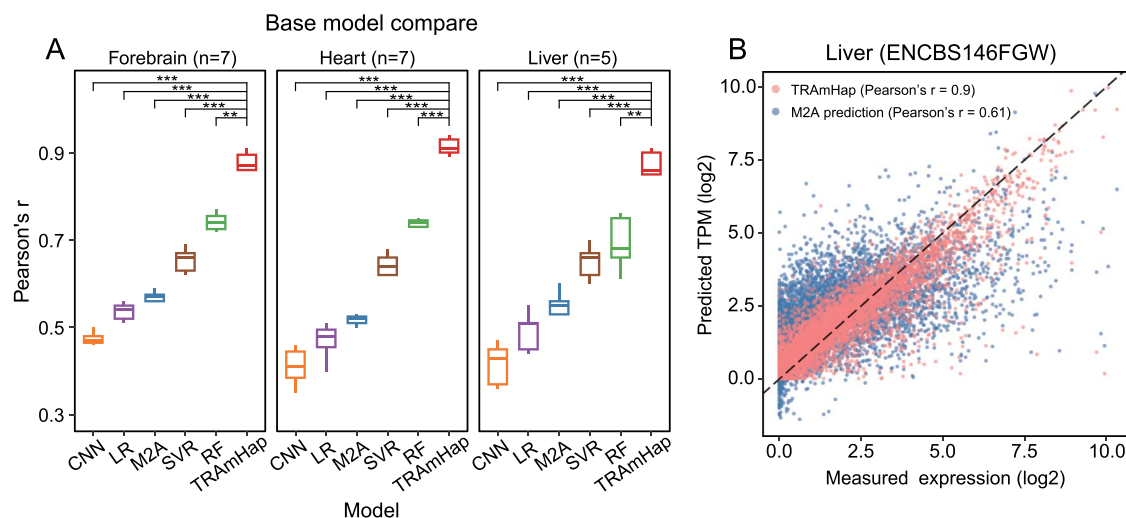 Base model compare
A
Forebrain (n=7)
Heart (n=7)
Liver (n=5)
***
***
***
***
**
***
***
***
***
***
***
***
***
***
**
Pearson's r
0.9
0.7
0.5
0.3
CNN
LR
M2A
SVR
RF
TRAmHap
CNN
LR
M2A
SVR
RF
TRAmHap
CNN
LR
M2A
SVR
RF
TRAmHap
Model
B
Liver (ENCBS146FGW)
TRAmHap (Pearson's r = 0.9)
M2A prediction (Pearson's r = 0.61)
Predicted TPM (log2)
10.0
7.5
5.0
2.5
0.0
0.0
2.5
5.0
7.5
10.0
Measured expression (log2)